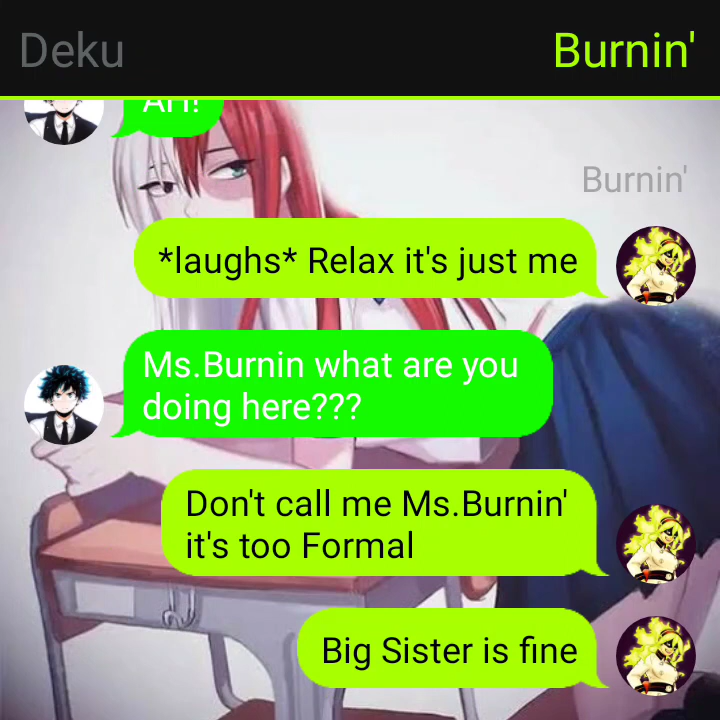 Deku
Burnin'
AH!
Burnin'
*laughs* Relax it's just me
Ms.Burnin what are you
doing here???
Don't call me Ms.Burnin'
it's too Formal
Big Sister is fine